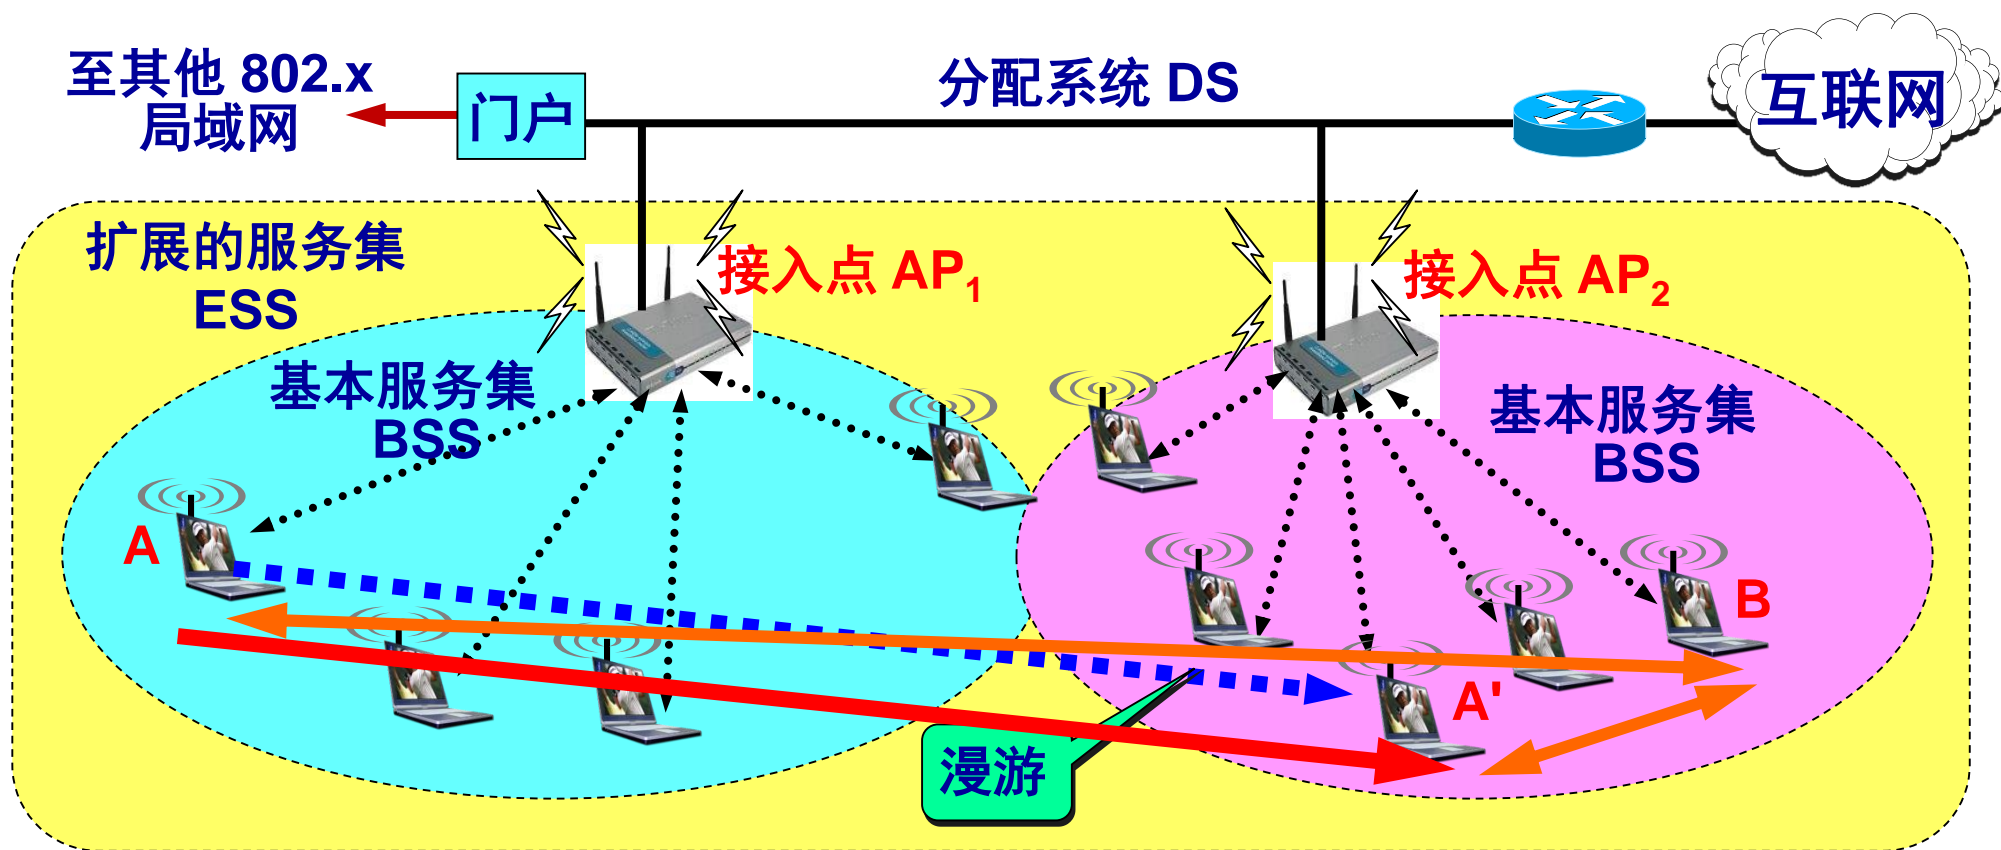 至其他 802.x
局域网
门户
分配系统 DS
互联网
扩展的服务集
ESS
接入点 AP₁
接入点 AP₂
基本服务集
BSS
基本服务集
BSS
A
B
A'
漫游